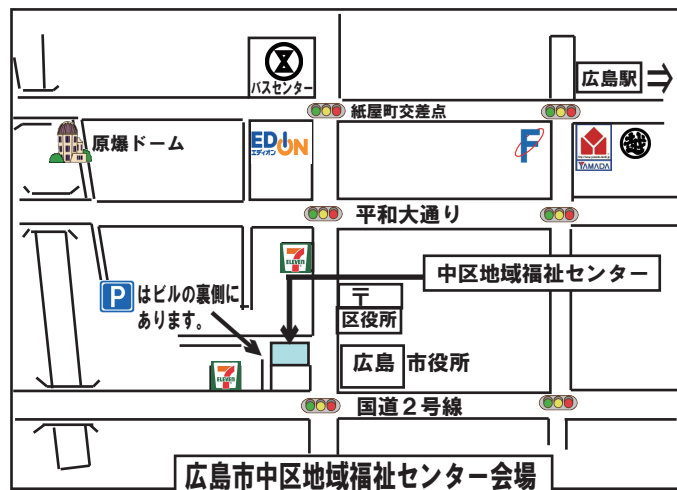 バスセンター
広島駅
紙屋町交差点
原爆ドーム
EDION
エディオン
F
YAMADA
越
平和大通り
7
ELEVEN
中区地域福祉センター
P
はビルの裏側に
あります。
〒
区役所
広島 市役所
7
ELEVEN
国道2号線
広島市中区地域福祉センター会場